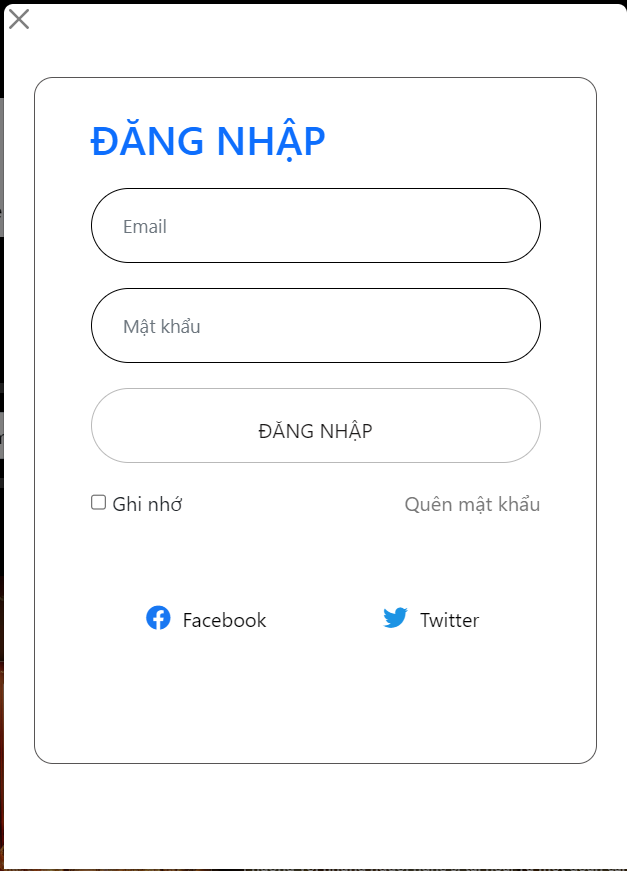 ĐĂNG NHẬP
Email
Mật khẩu
ĐĂNG NHẬP
Ghi nhớ Quên mật khẩu
Facebook Twitter